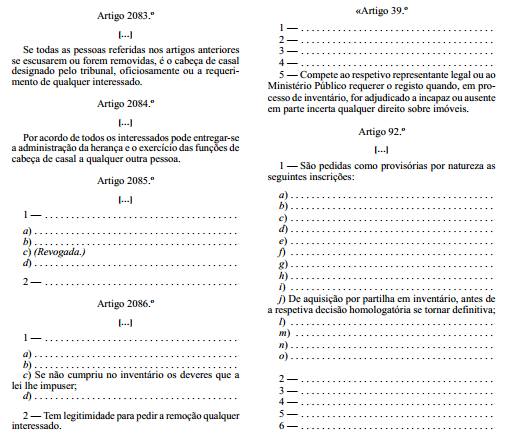 Artigo 2083.º
[...]
Se todas as pessoas referidas nos artigos anteriores
se escusarem ou forem removidas, é o cabeça de casal
designado pelo tribunal, oficiosamente ou a requeri-
mento de qualquer interessado.
Artigo 2084.º
[...]
Por acordo de todos os interessados pode entregar-se
a administração da herança e o exercício das funções de
cabeça de casal a qualquer outra pessoa.
Artigo 2085.º
[...]
1 — . . . . . . . . . . . . . . . . . . . . . . . . . . . . . . . . . . .
a) . . . . . . . . . . . . . . . . . . . . . . . . . . . . . . . . . . . . .
b) . . . . . . . . . . . . . . . . . . . . . . . . . . . . . . . . . . . . .
c) (Revogada.)
d) . . . . . . . . . . . . . . . . . . . . . . . . . . . . . . . . . . . . .
2 — . . . . . . . . . . . . . . . . . . . . . . . . . . . . . . . . . . .
Artigo 2086.º
[...]
1 — . . . . . . . . . . . . . . . . . . . . . . . . . . . . . . . . . . .
a) . . . . . . . . . . . . . . . . . . . . . . . . . . . . . . . . . . . . .
b) . . . . . . . . . . . . . . . . . . . . . . . . . . . . . . . . . . . . .
c) Se não cumpriu no inventário os deveres que a
lei lhe impuser;
d) . . . . . . . . . . . . . . . . . . . . . . . . . . . . . . . . . . . . .
2 — Tem legitimidade para pedir a remoção qualquer
interessado.
«Artigo 39.º
1 — . . . . . . . . . . . . . . . . . . . . . . . . . . . . . . . . . . .
2 — . . . . . . . . . . . . . . . . . . . . . . . . . . . . . . . . . . .
3 — . . . . . . . . . . . . . . . . . . . . . . . . . . . . . . . . . . .
4 — . . . . . . . . . . . . . . . . . . . . . . . . . . . . . . . . . . .
5 — Compete ao respetivo representante legal ou ao
Ministério Público requerer o registo quando, em pro-
cesso de inventário, for adjudicado a incapaz ou ausente
em parte incerta qualquer direito sobre imóveis.
Artigo 92.º
[...]
1 — São pedidas como provisórias por natureza as
seguintes inscrições:
a) . . . . . . . . . . . . . . . . . . . . . . . . . . . . . . . . . . . . .
b) . . . . . . . . . . . . . . . . . . . . . . . . . . . . . . . . . . . . .
c) . . . . . . . . . . . . . . . . . . . . . . . . . . . . . . . . . . . . .
d) . . . . . . . . . . . . . . . . . . . . . . . . . . . . . . . . . . . . .
e) . . . . . . . . . . . . . . . . . . . . . . . . . . . . . . . . . . . . .
f) . . . . . . . . . . . . . . . . . . . . . . . . . . . . . . . . . . . . .
g) . . . . . . . . . . . . . . . . . . . . . . . . . . . . . . . . . . . . .
h) . . . . . . . . . . . . . . . . . . . . . . . . . . . . . . . . . . . . .
i) . . . . . . . . . . . . . . . . . . . . . . . . . . . . . . . . . . . . .
j) De aquisição por partilha em inventário, antes de
a respetiva decisão homologatória se tornar definitiva;
l) . . . . . . . . . . . . . . . . . . . . . . . . . . . . . . . . . . . . .
m) . . . . . . . . . . . . . . . . . . . . . . . . . . . . . . . . . . . .
n) . . . . . . . . . . . . . . . . . . . . . . . . . . . . . . . . . . . . .
o) . . . . . . . . . . . . . . . . . . . . . . . . . . . . . . . . . . . . .
2 — . . . . . . . . . . . . . . . . . . . . . . . . . . . . . . . . . . .
3 — . . . . . . . . . . . . . . . . . . . . . . . . . . . . . . . . . . .
4 — . . . . . . . . . . . . . . . . . . . . . . . . . . . . . . . . . . .
5 — . . . . . . . . . . . . . . . . . . . . . . . . . . . . . . . . . . .
6 — . . . . . . . . . . . . . . . . . . . . . . . . . . . . . . . . . . .